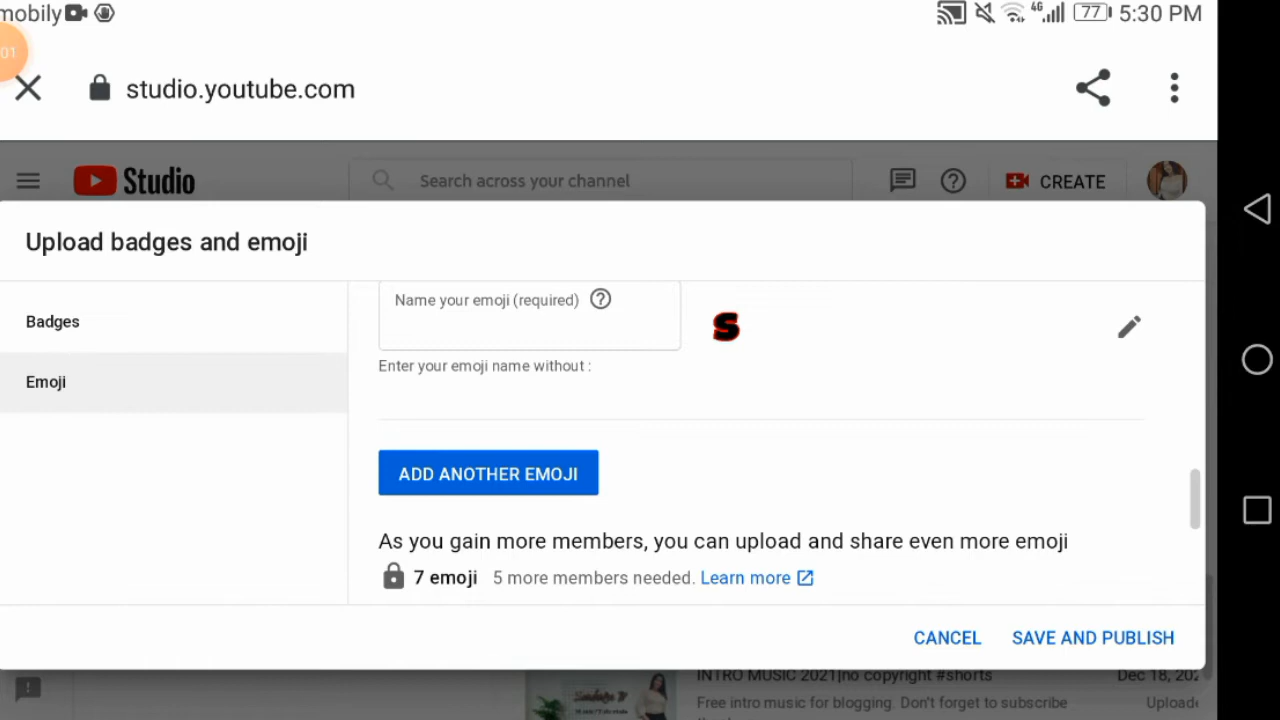 mobily 4G 77 5:30 PM
01
studio.youtube.com
Studio Search across your channel CREATE
Upload badges and emoji
Badges
Emoji
Name your emoji (required)
S
Enter your emoji name without :
ADD ANOTHER EMOJI
As you gain more members, you can upload and share even more emoji
7 emoji 5 more members needed. Learn more
CANCEL SAVE AND PUBLISH
INTRO MUSIC 2021|no copyright #shorts Dec 18, 202
Free intro music for blogging. Don't forget to subscribe Upload